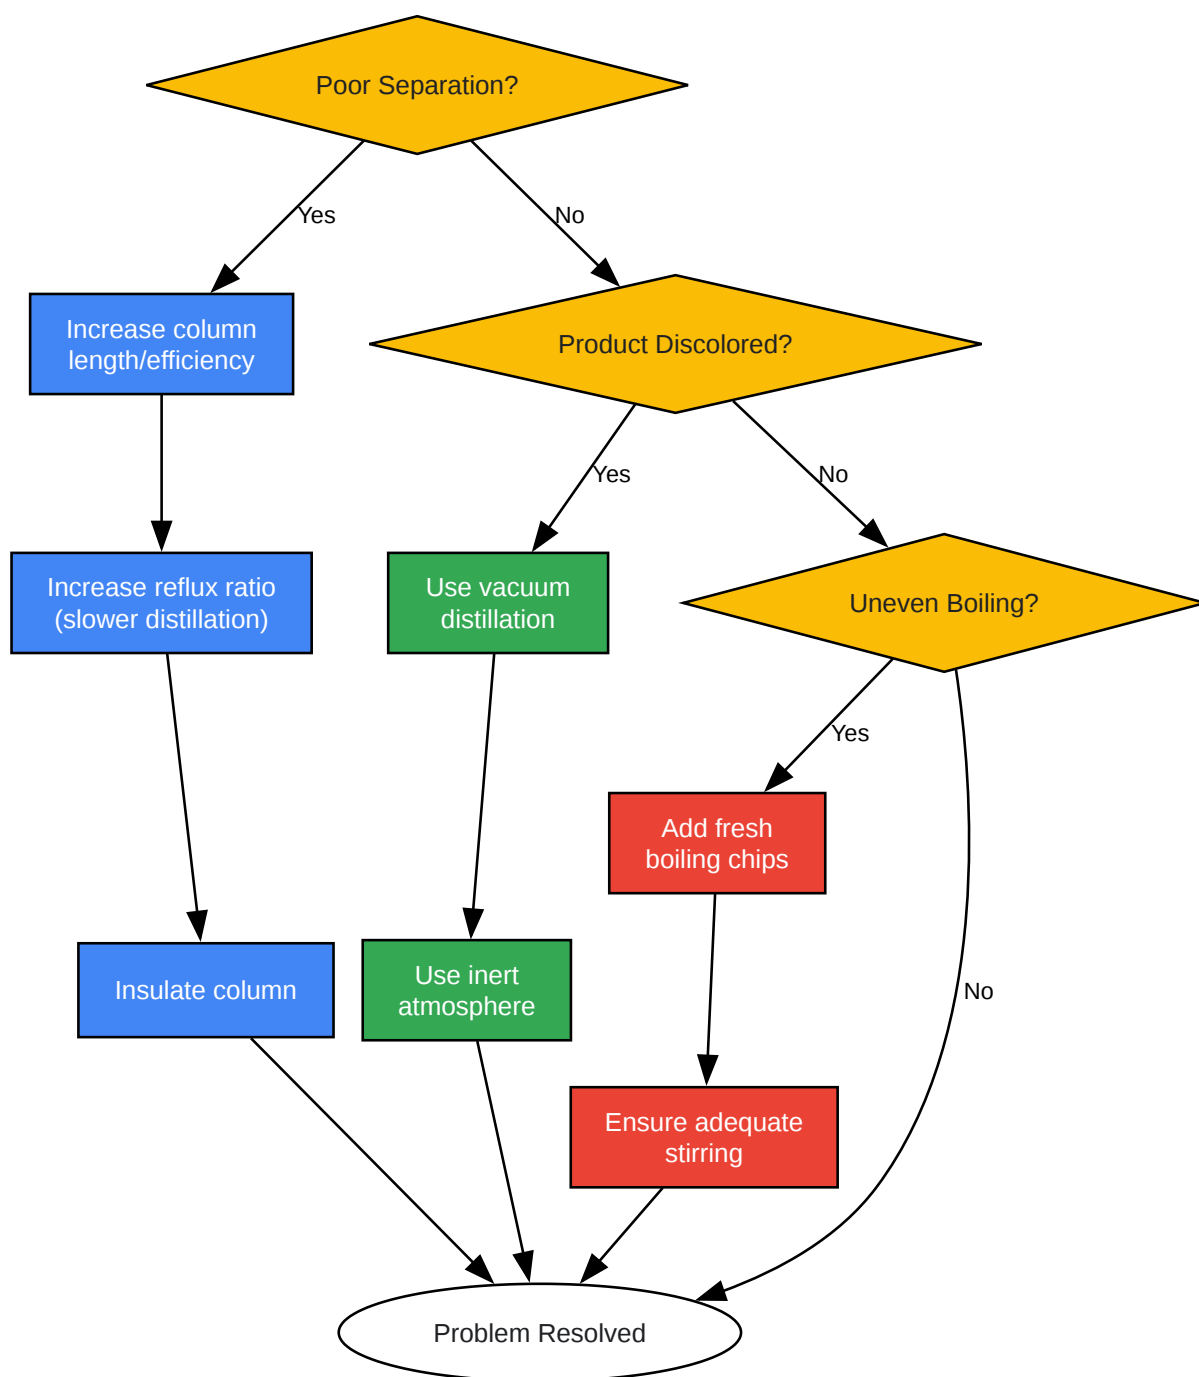 Poor Separation?
Yes
No
Increase column
length/efficiency
Product Discolored?
Yes
No
Increase reflux ratio
(slower distillation)
Use vacuum
distillation
Uneven Boiling?
Yes
Add fresh
boiling chips
Insulate column
Use inert
atmosphere
No
Ensure adequate
stirring
Problem Resolved